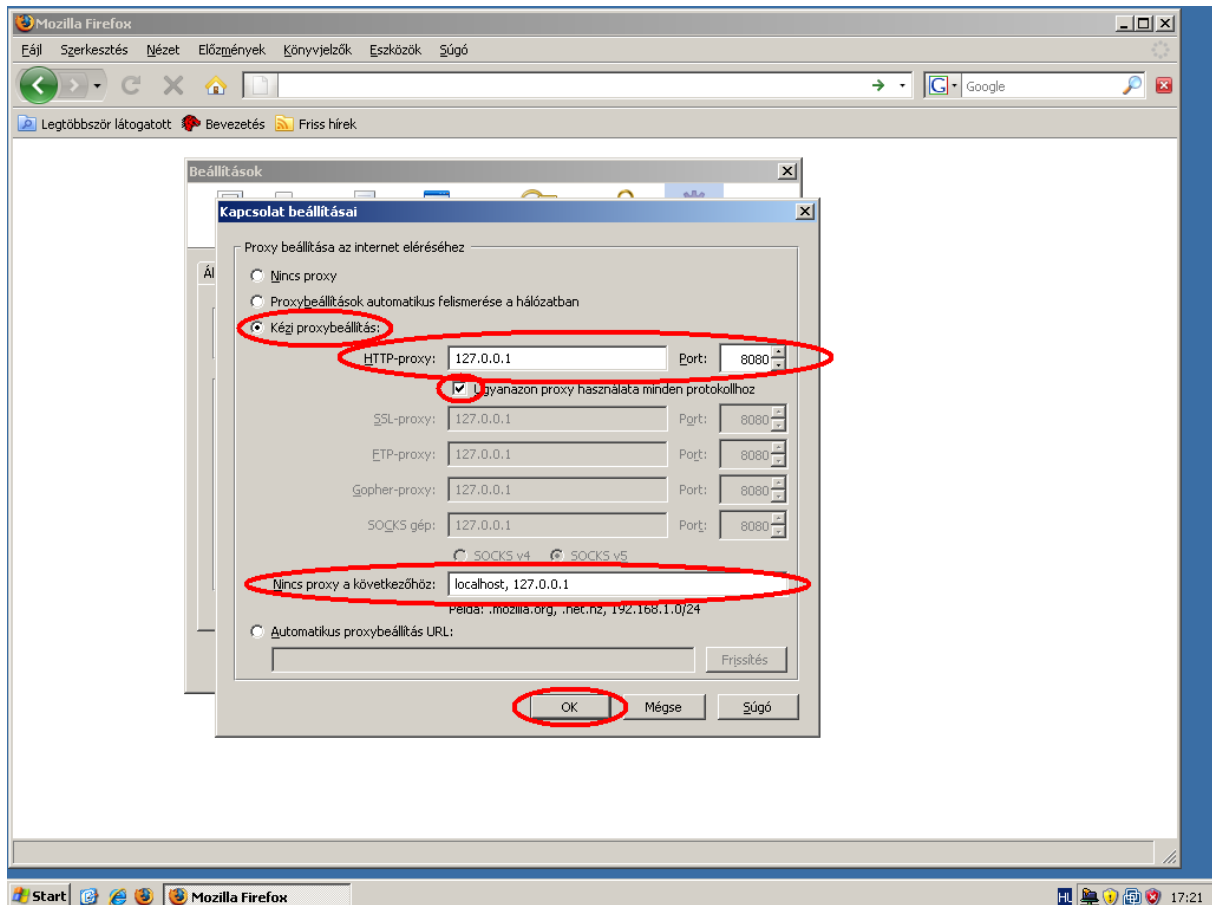 Mozilla Firefox
Fájl Szerkesztés Nézet Előzmények Könyvjelzők Eszközök Súgó
G Google
Legtöbbször látogatott Bevezetés Friss hírek
Beállítások
Kapcsolat beállításai
Ál
Proxy beállítása az internet eléréséhez
Nincs proxy
Proxybeállítások automatikus felismerése a hálózatban
Kézi proxybeállítás:
HTTP-proxy: 127.0.0.1 Port: 8080
Ugyanazon proxy használata minden protokollhoz
SSL-proxy: 127.0.0.1 Port: 8080
FTP-proxy: 127.0.0.1 Port: 8080
Gopher-proxy: 127.0.0.1 Port: 8080
SOCKS gép: 127.0.0.1 Port: 8080
SOCKS v4 SOCKS v5
Nincs proxy a következőhöz: localhost, 127.0.0.1
Példa: .mozilla.org, .net.nz, 192.168.1.0/24
Automatikus proxybeállítás URL:
Frissítés
OK Mégse Súgó
Start Mozilla Firefox HU 17:21